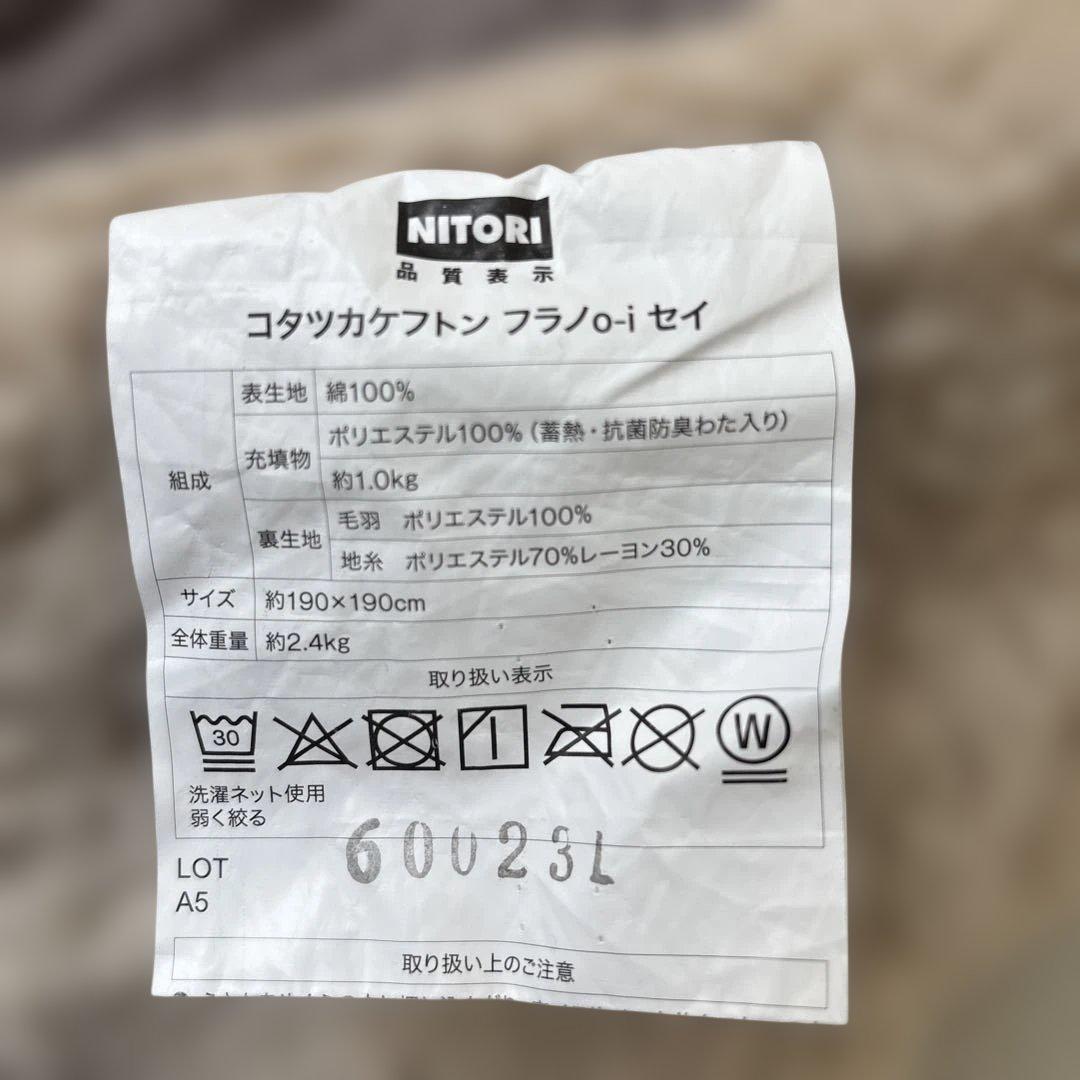 NITORI
品質表示
コタツカケフトン フラノo-i セイ
組成
表生地 綿100%
充填物 ポリエステル100%(蓄熱・抗菌防臭わた入り)
約1.0kg
裏生地 毛羽 ポリエステル100%
地糸 ポリエステル70%レーヨン30%
サイズ 約190×190cm
全体重量 約2.4kg
取り扱い表示
30 W
洗濯ネット使用
弱く絞る
60023L
LOT
A5
取り扱い上のご注意